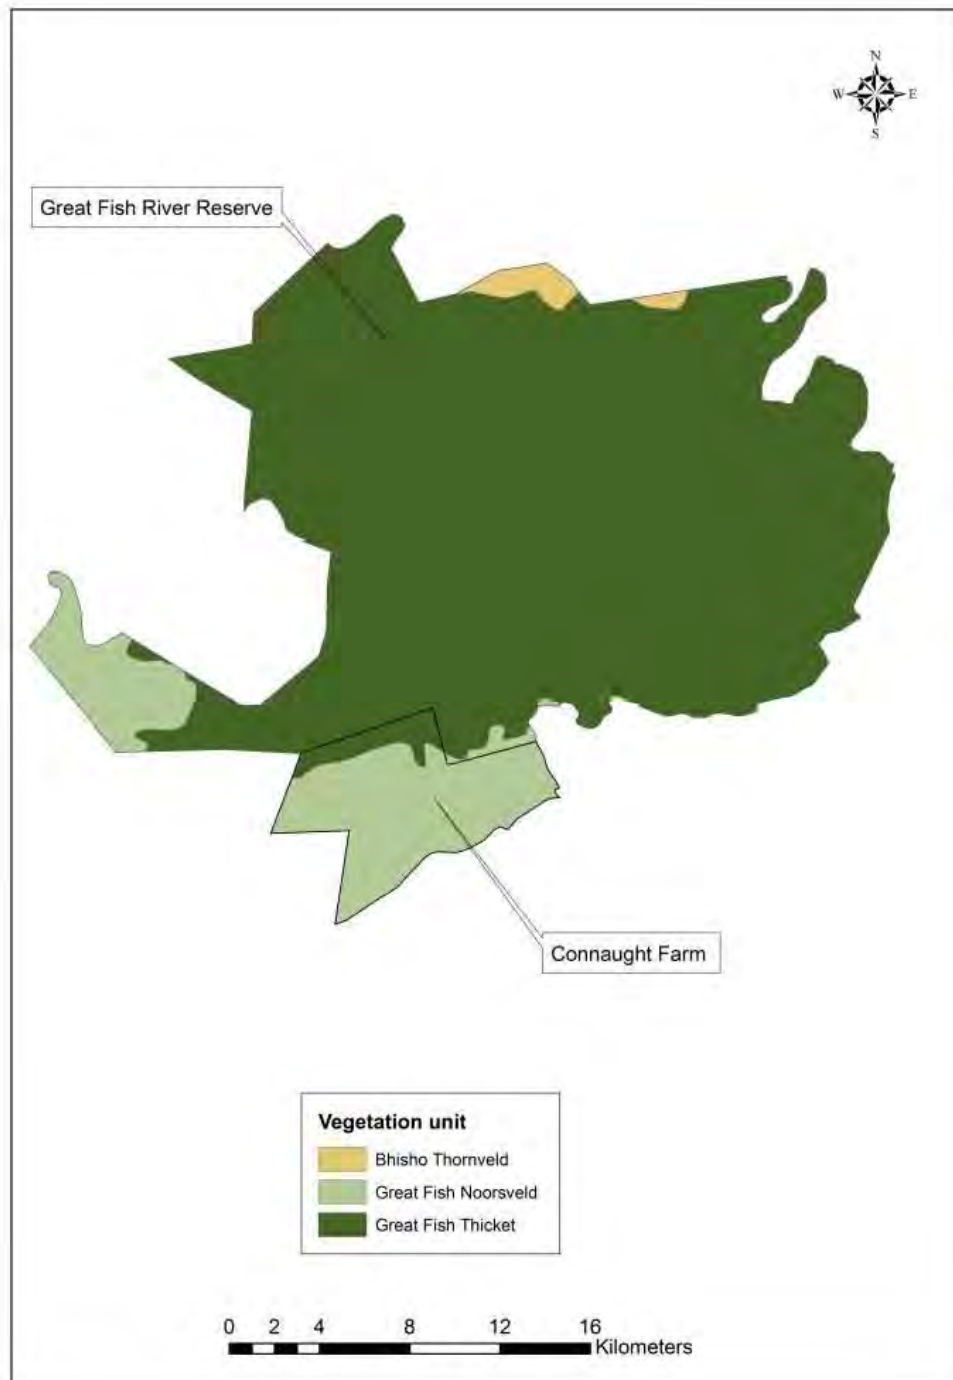 N
W E
S
Great Fish River Reserve
Connaught Farm
Vegetation unit
Bhisho Thornveld
Great Fish Noorsveld
Great Fish Thicket
0 2 4 8 12 16
Kilometers